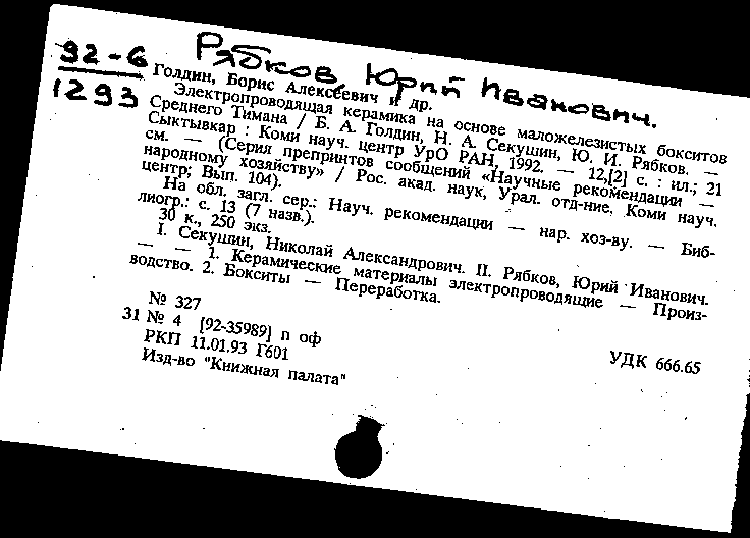 92-6
1293
Рябков, Юрий Иванович.
Голдин, Борис Алексеевич и др.
Электропроводящая керамика на основе маложелезистых бокситов
Среднего Тимана / Б. А. Голдин, Н. А. Секушин, Ю. И. Рябков. —
Сыктывкар : Коми науч. центр УрО РАН, 1992. — 12,[2] с. : ил.; 21
см. — (Серия препринтов сообщений «Научные рекомендации —
народному хозяйству» / Рос. акад. наук, Урал. отд-ние, Коми науч.
центр; Вып. 104).
На обл. загл. сер.: Науч. рекомендации — нар. хоз-ву. — Биб-
лиогр.: с. 13 (7 назв.).
30 к., 250 экз.
I. Секушин, Николай Александрович. II. Рябков, Юрий Иванович.
— — 1. Керамические материалы электропроводящие — Произ-
водство. 2. Бокситы — Переработка.
№ 327
31 № 4 [92-35989] п оф
УДК 666.65
РКП 11.01.93 Г601
Изд-во "Книжная палата"